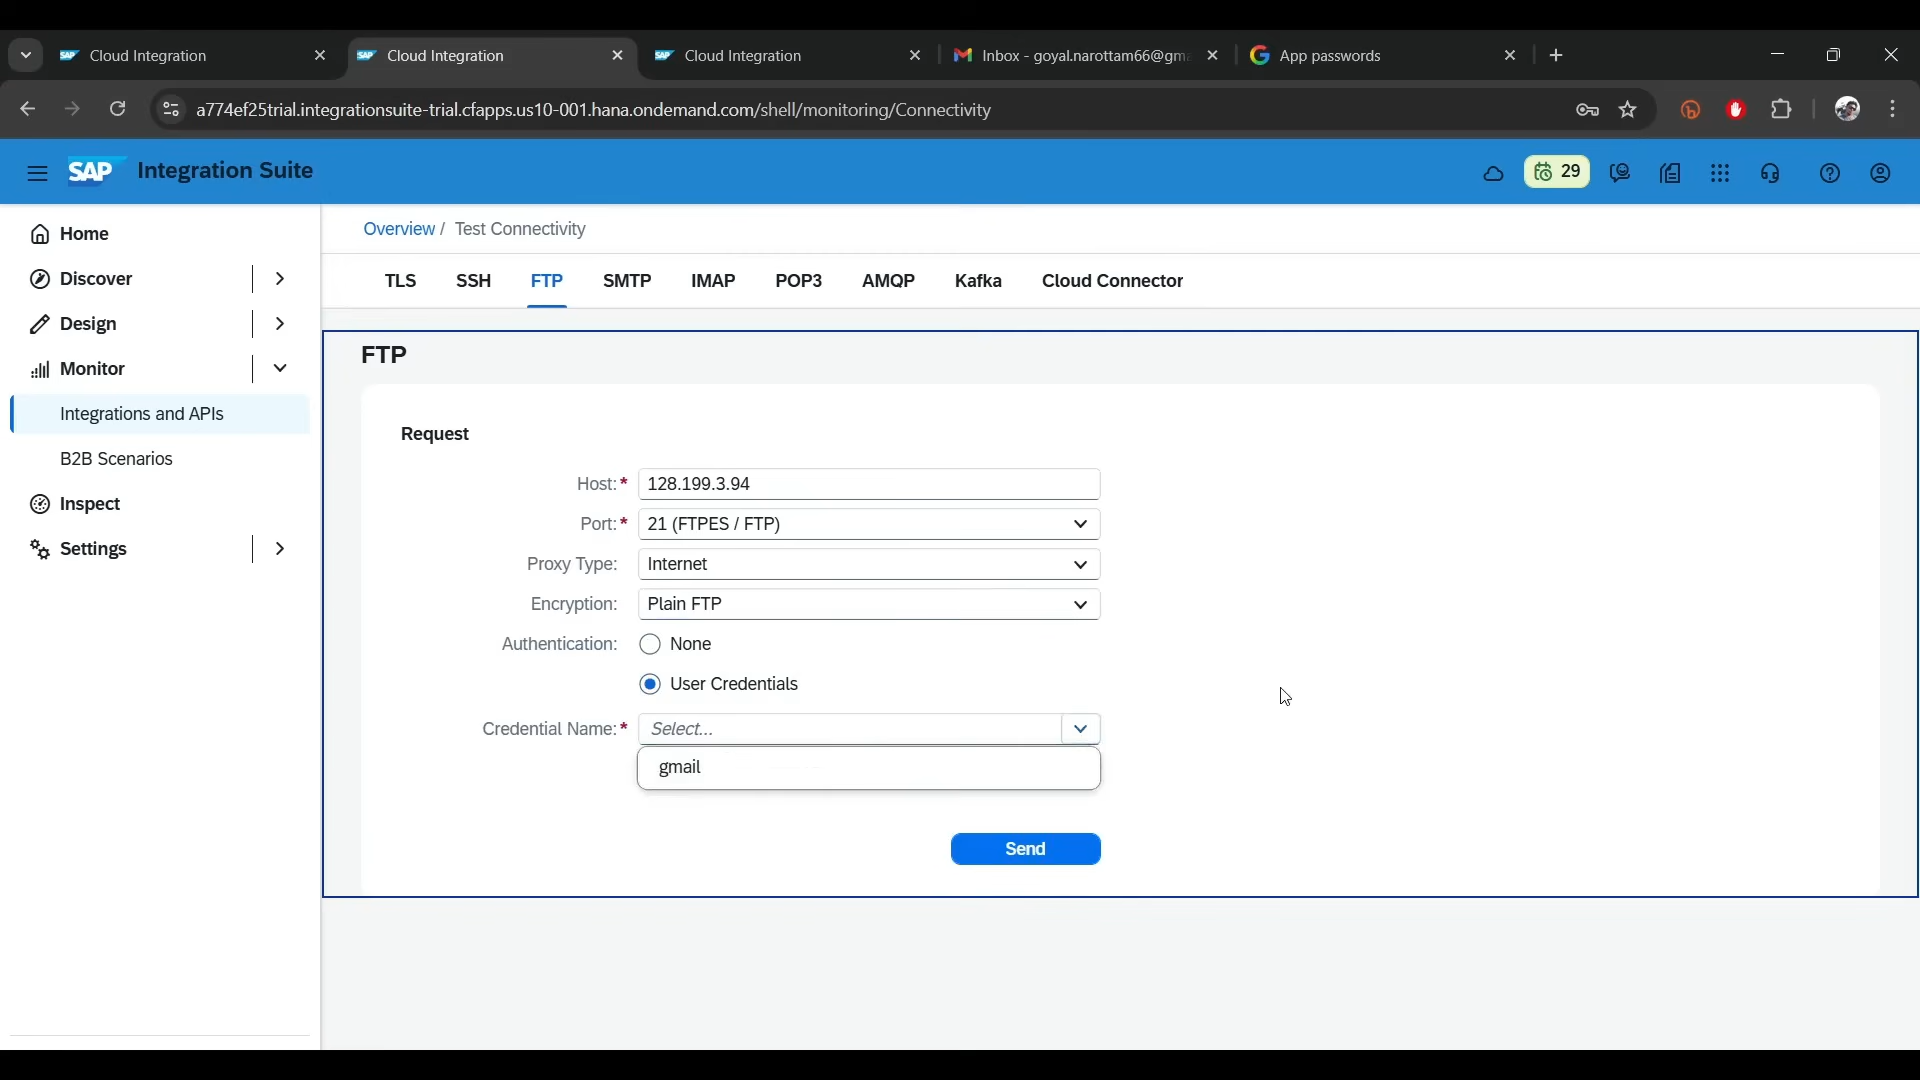 Cloud Integration
Cloud Integration
Cloud Integration
Inbox - goyal.narottam66@gm
App passwords
a774ef25trial.integrationsuite-trial.cfapps.us10-001.hana.ondemand.com/shell/monitoring/Connectivity
SAP Integration Suite
29
Home
Discover
Design
Monitor
Integrations and APIs
B2B Scenarios
Inspect
Settings
Overview / Test Connectivity
TLS SSH FTP SMTP IMAP POP3 AMQP Kafka Cloud Connector
FTP
Request
Host:* 128.199.3.94
Port:* 21 (FTPES / FTP)
Proxy Type: Internet
Encryption: Plain FTP
Authentication: None
User Credentials
Credential Name:* Select...
gmail
Send